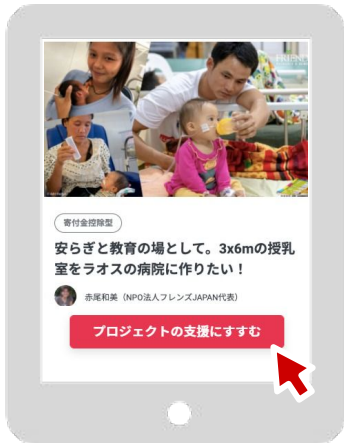 寄付金控除型
安らぎと教育の場として。3x6mの授乳
室をラオスの病院に作りたい！
赤尾和美（NPO法人フレンズJAPAN代表）
プロジェクトの支援にすすむ